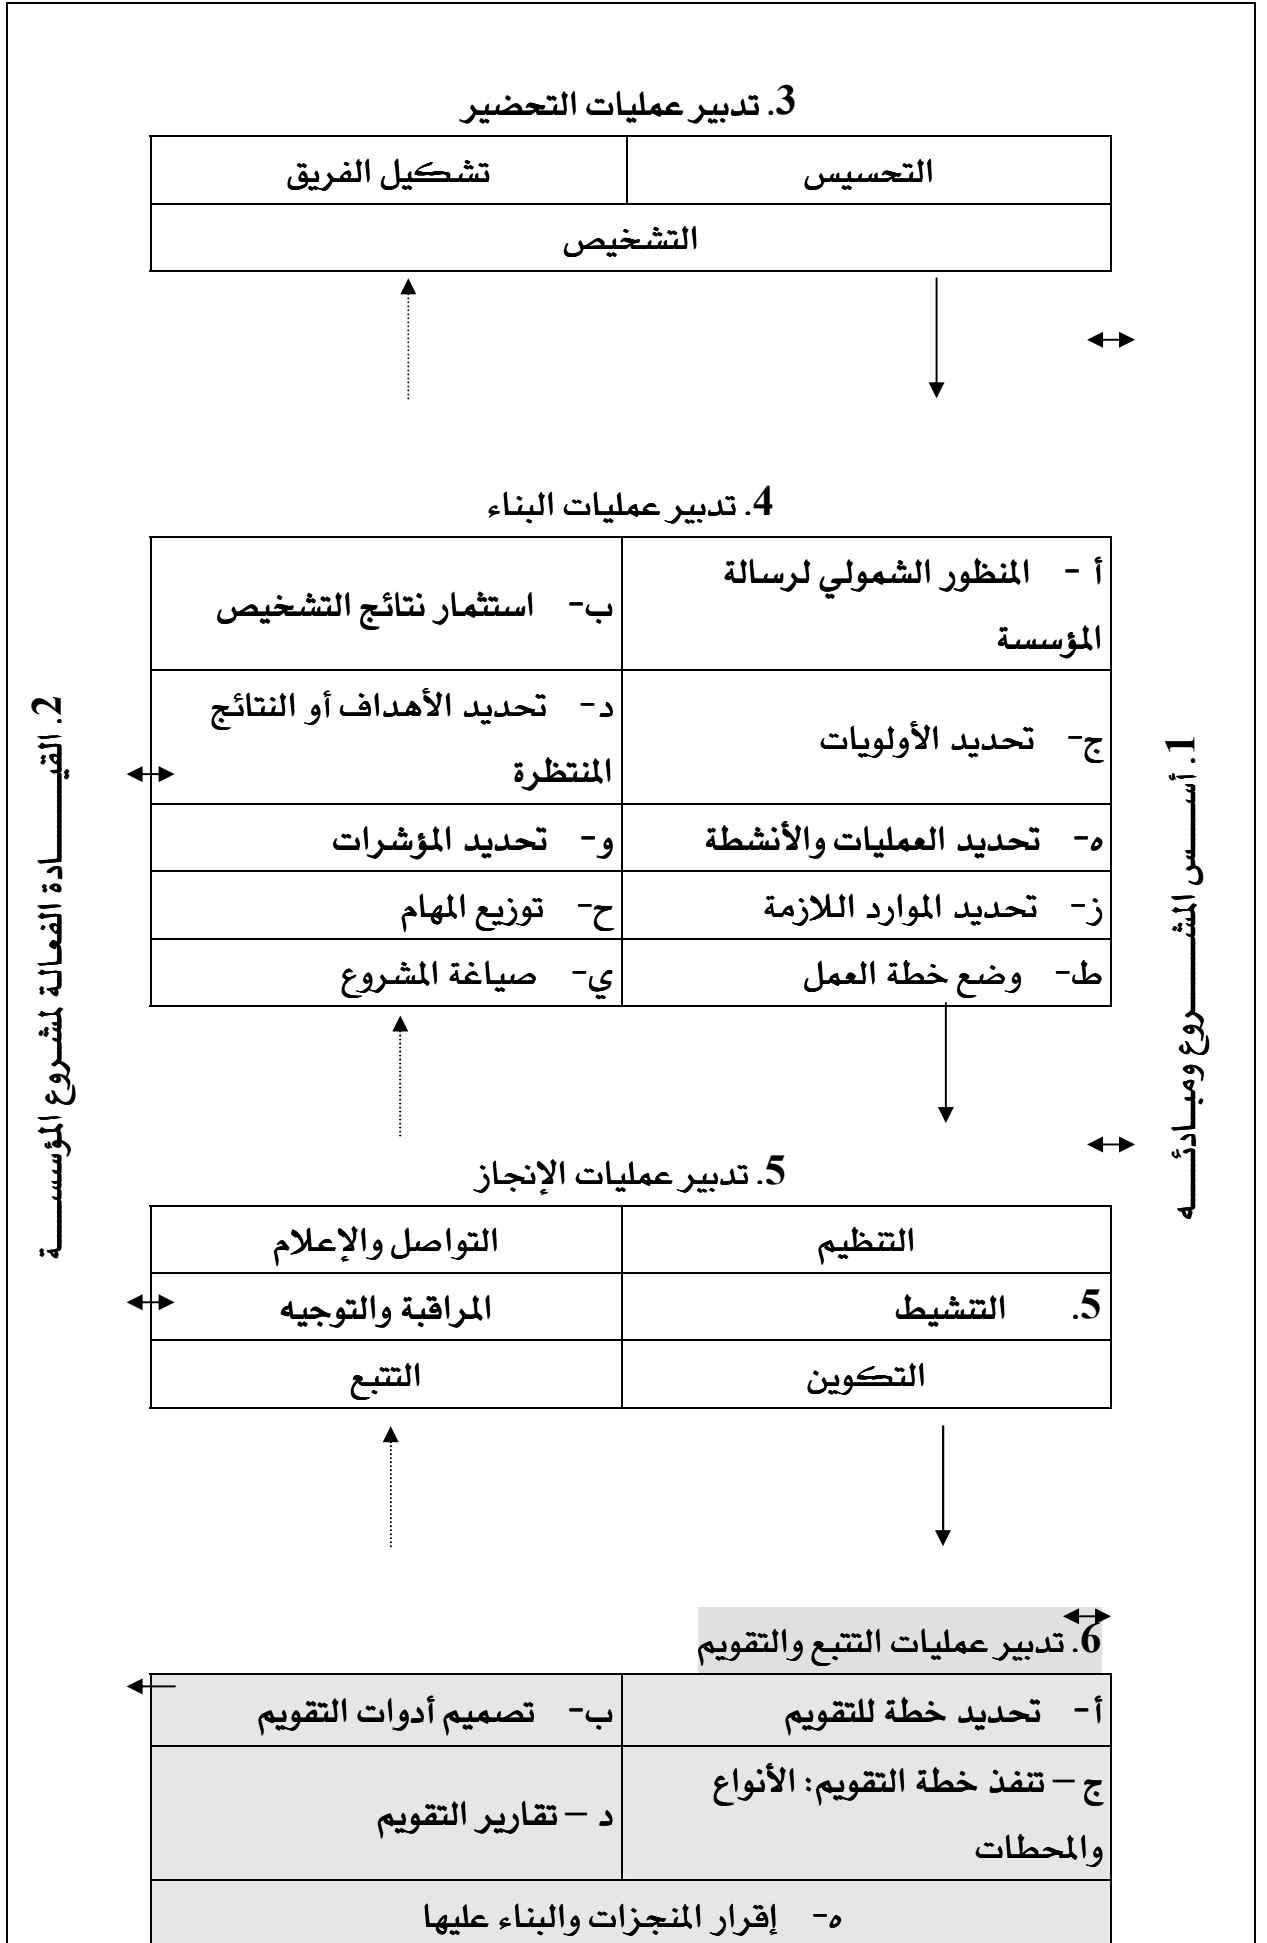 3. تدبير عمليات التحضير
التحسيس
تشكيل الفريق
التشخيص
4. تدبير عمليات البناء
أ - المنظور الشمولي لرسالة
المؤسسة
ب- استثمار نتائج التشخيص
ج- تحديد الأولويات
د- تحديد الأهداف أو النتائج
المنتظرة
ه- تحديد العمليات والأنشطة
و- تحديد المؤشرات
ز- تحديد الموارد اللازمة
ح- توزيع المهام
ط- وضع خطة العمل
ي- صياغة المشروع
1. أســـس المشـــروع ومبـادئـــه
2. القيـــــادة الفعالة لمشروع المؤسســـة
5. تدبير عمليات الإنجاز
التنظيم
التواصل والإعلام
5. التنشيط
المراقبة والتوجيه
التكوين
التتبع
6. تدبير عمليات التتبع والتقويم
أ- تحديد خطة للتقويم
ب- تصميم أدوات التقويم
ج – تنفذ خطة التقويم: الأنواع
والمحطات
د – تقارير التقويم
ه- إقرار المنجزات والبناء عليها